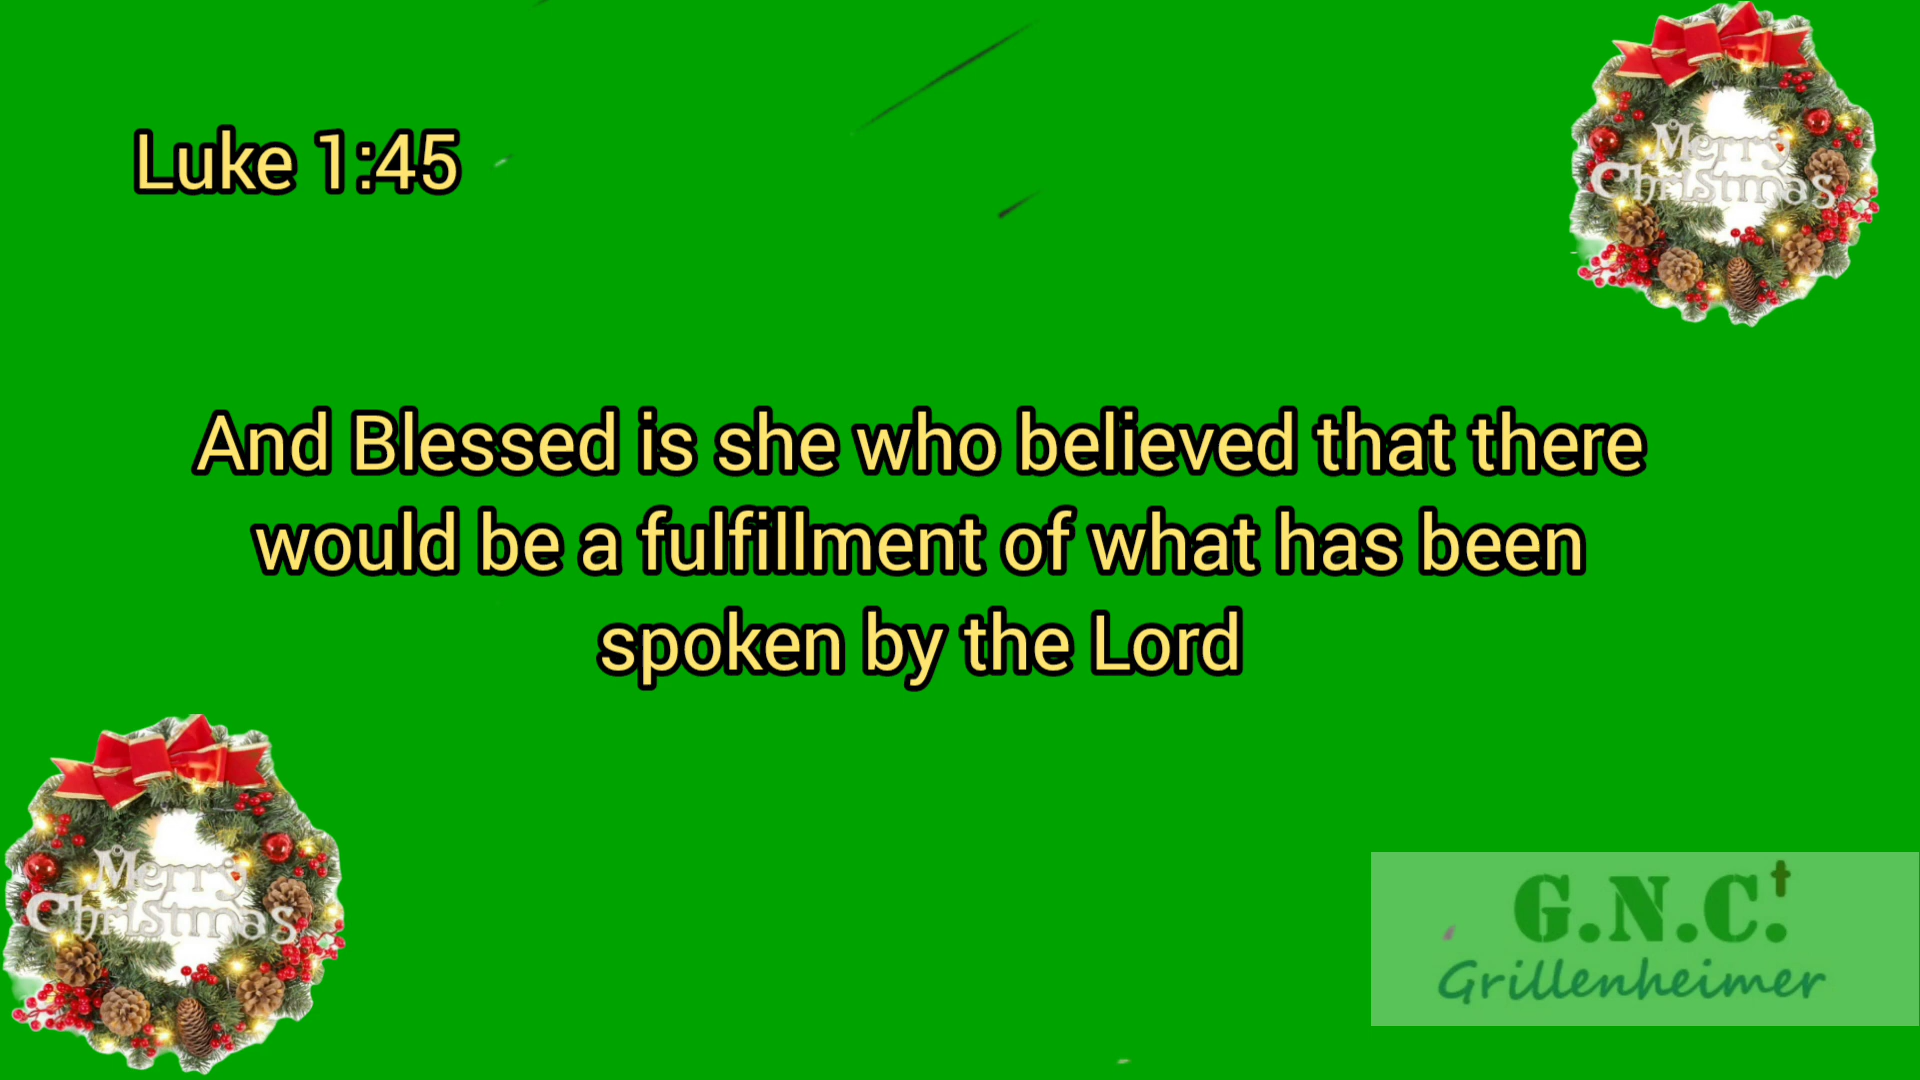 Luke 1:45
Merry
Christmas
And Blessed is she who believed that there
would be a fulfillment of what has been
spoken by the Lord
Merry
Christmas
G.N.C.
Grillenheimer